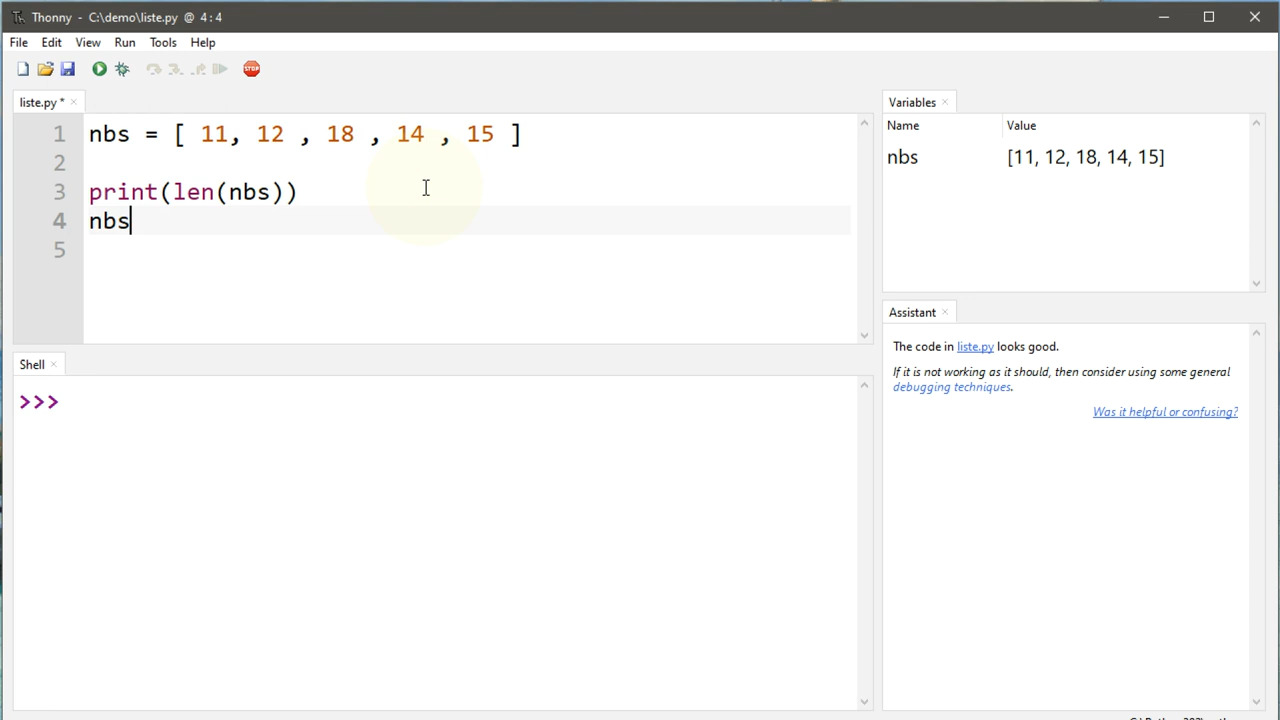 Thonny - C:\demo\liste.py @ 4:4
File Edit View Run Tools Help
STOP
liste.py * ×
1 nbs = [ 11, 12 , 18 , 14 , 15 ]
2
3 print(len(nbs))
4 nbs
5
Shell ×
>>>
Variables ×
Name Value
nbs [11, 12, 18, 14, 15]
Assistant ×
The code in liste.py looks good.
If it is not working as it should, then consider using some general
debugging techniques.
Was it helpful or confusing?